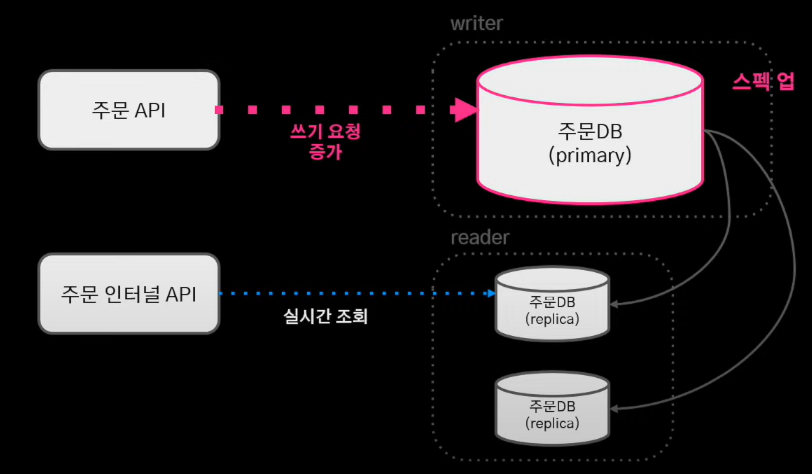 writer
스펙 업
주문 API
쓰기 요청
증가
주문DB
(primary)
reader
주문 인터널 API
실시간 조회
주문DB
(replica)
주문DB
(replica)